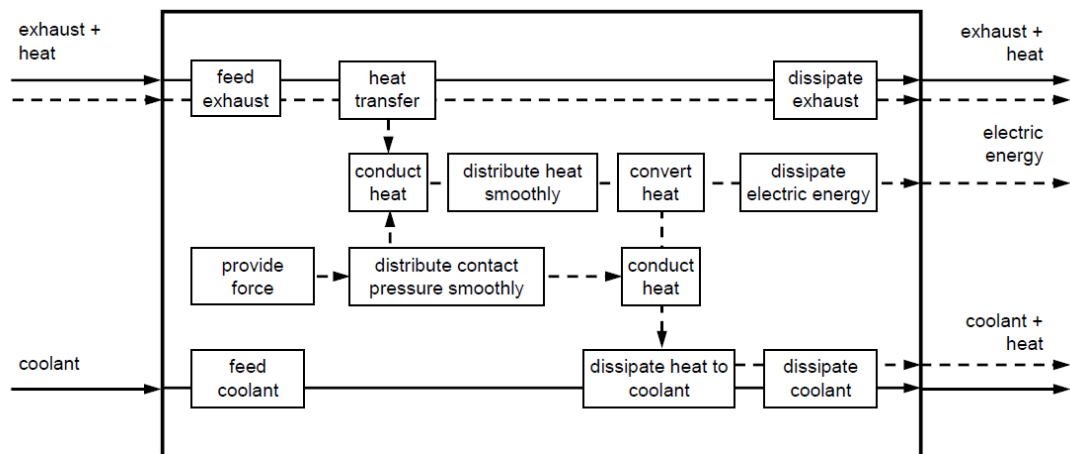 exhaust +
heat
exhaust +
heat
feed
exhaust
heat
transfer
dissipate
exhaust
electric
energy
conduct
heat
distribute heat
smoothly
convert
heat
dissipate
electric energy
provide
force
distribute contact
pressure smoothly
conduct
heat
coolant +
heat
coolant
feed
coolant
dissipate heat to
coolant
dissipate
coolant